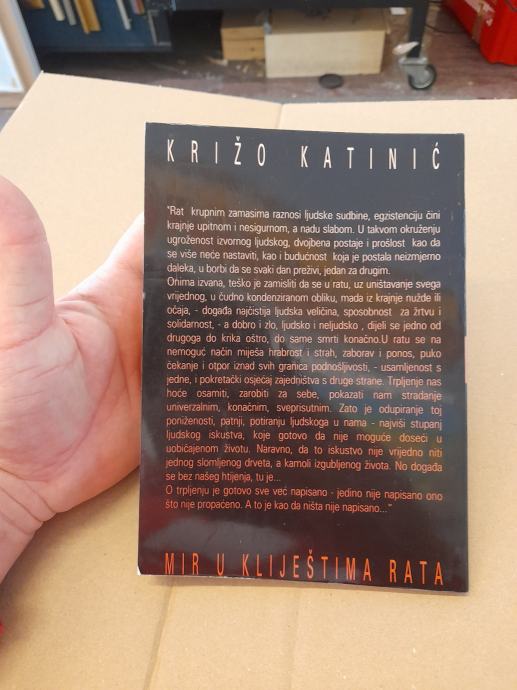 KRIŽO KATINIĆ
"Rat krupnim zamasima raznosi ljudske sudbine, egzistenciju čini
krajnje upitnom i nesigurnom, a nadu slabom. U takvom okruženju
ugroženost izvornog ljudskog, dvojbena postaje i prošlost kao da
se više neće nastaviti, kao i budućnost koja je postala neizmjerno
daleka, u borbi da se svaki dan preživi, jedan za drugim.
Onima izvana, teško je zamisliti da se u ratu, uz uništavanje svega
vrijednog, u čudno kondenziranom obliku, mada iz krajnje nužde ili
očaja, - događa najčistija ljudska veličina, sposobnost za žrtvu i
solidarnost, - a dobro i zlo, ljudsko i neljudsko , dijeli se jedno od
drugoga do krika oštro, do same smrti konačno.U ratu se na
nemoguć način miješa hrabrost i strah, zaborav i ponos, puko
čekanje i otpor iznad svih granica podnošljivosti, - usamljenost s
jedne, i pokretački osjećaj zajedništva s druge strane. Trpljenje nas
hoće osamiti, zarobiti za sebe, pokazati nam stradanje
univerzalnim, konačnim, sveprisutnim. Zato je odupiranje toj
poniženosti, patnji, potiranju ljudskoga u nama - najviši stupanj
ljudskog iskustva, koje gotovo da nije moguće doseći u
uobičajenom životu. Naravno, da to iskustvo nije vrijedno niti
jednog slomljenog drveta, a kamoli izgubljenog života. No događa
se bez našeg htijenja, tu je...
O trpljenju je gotovo sve već napisano - jedino nije napisano ono
što nije propaćeno. A to je kao da ništa nije napisano..."
MIR U KLIJEŠTIMA RATA